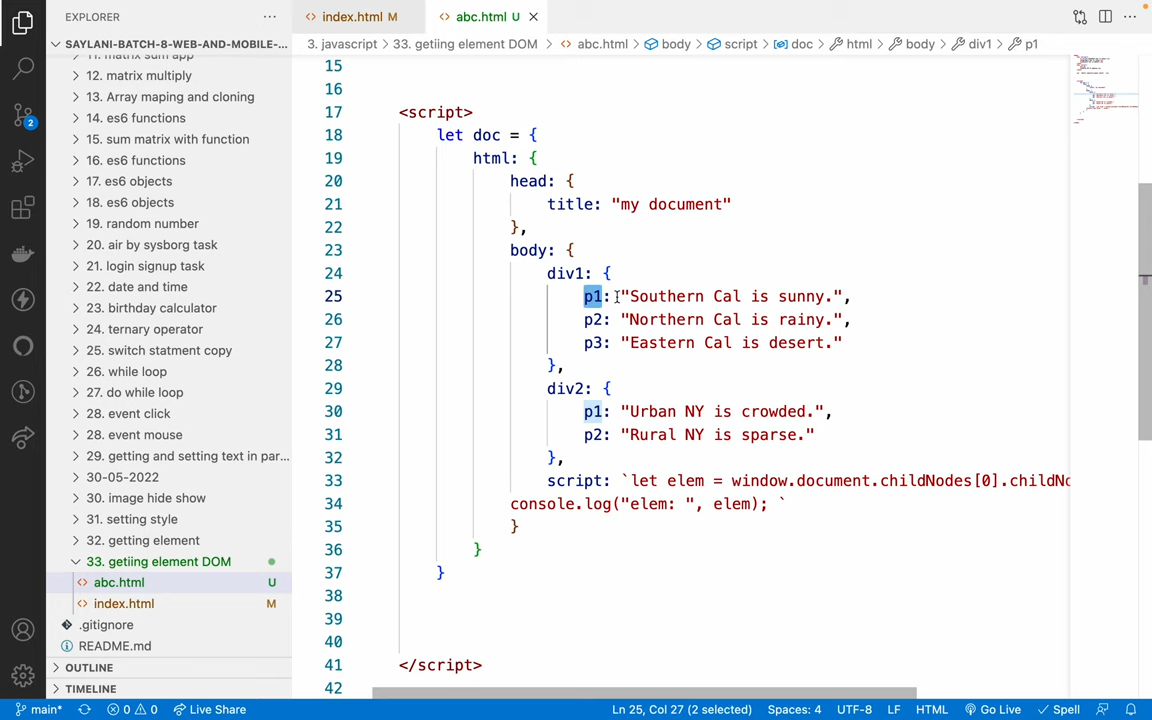 EXPLORER
SAYLANI-BATCH-8-WEB-AND-MOBILE-...
11. matrix sum app
12. matrix multiply
13. Array maping and cloning
14. es6 functions
15. sum matrix with function
16. es6 functions
17. es6 objects
18. es6 objects
19. random number
20. air by sysborg task
21. login signup task
22. date and time
23. birthday calculator
24. ternary operator
25. switch statment copy
26. while loop
27. do while loop
28. event click
28. event mouse
29. getting and setting text in par...
30-05-2022
30. image hide show
31. setting style
32. getting element
33. getiing element DOM
abc.html U
index.html M
.gitignore
README.md
OUTLINE
TIMELINE
2
index.html M
abc.html U
3. javascript > 33. getiing element DOM > abc.html > body > script > doc > html > body > div1 > p1
15
16
17 <script>
18 let doc = {
19 html: {
20 head: {
21 title: "my document"
22 },
23 body: {
24 div1: {
25 p1: "Southern Cal is sunny.",
26 p2: "Northern Cal is rainy.",
27 p3: "Eastern Cal is desert."
28 },
29 div2: {
30 p1: "Urban NY is crowded.",
31 p2: "Rural NY is sparse."
32 },
33 script: `let elem = window.document.childNodes[0].childNo
34 console.log("elem: ", elem); `
35 }
36 }
37 }
38
39
40
41 </script>
42
main* 0 0 Live Share Ln 25, Col 27 (2 selected) Spaces: 4 UTF-8 LF HTML Go Live Spell